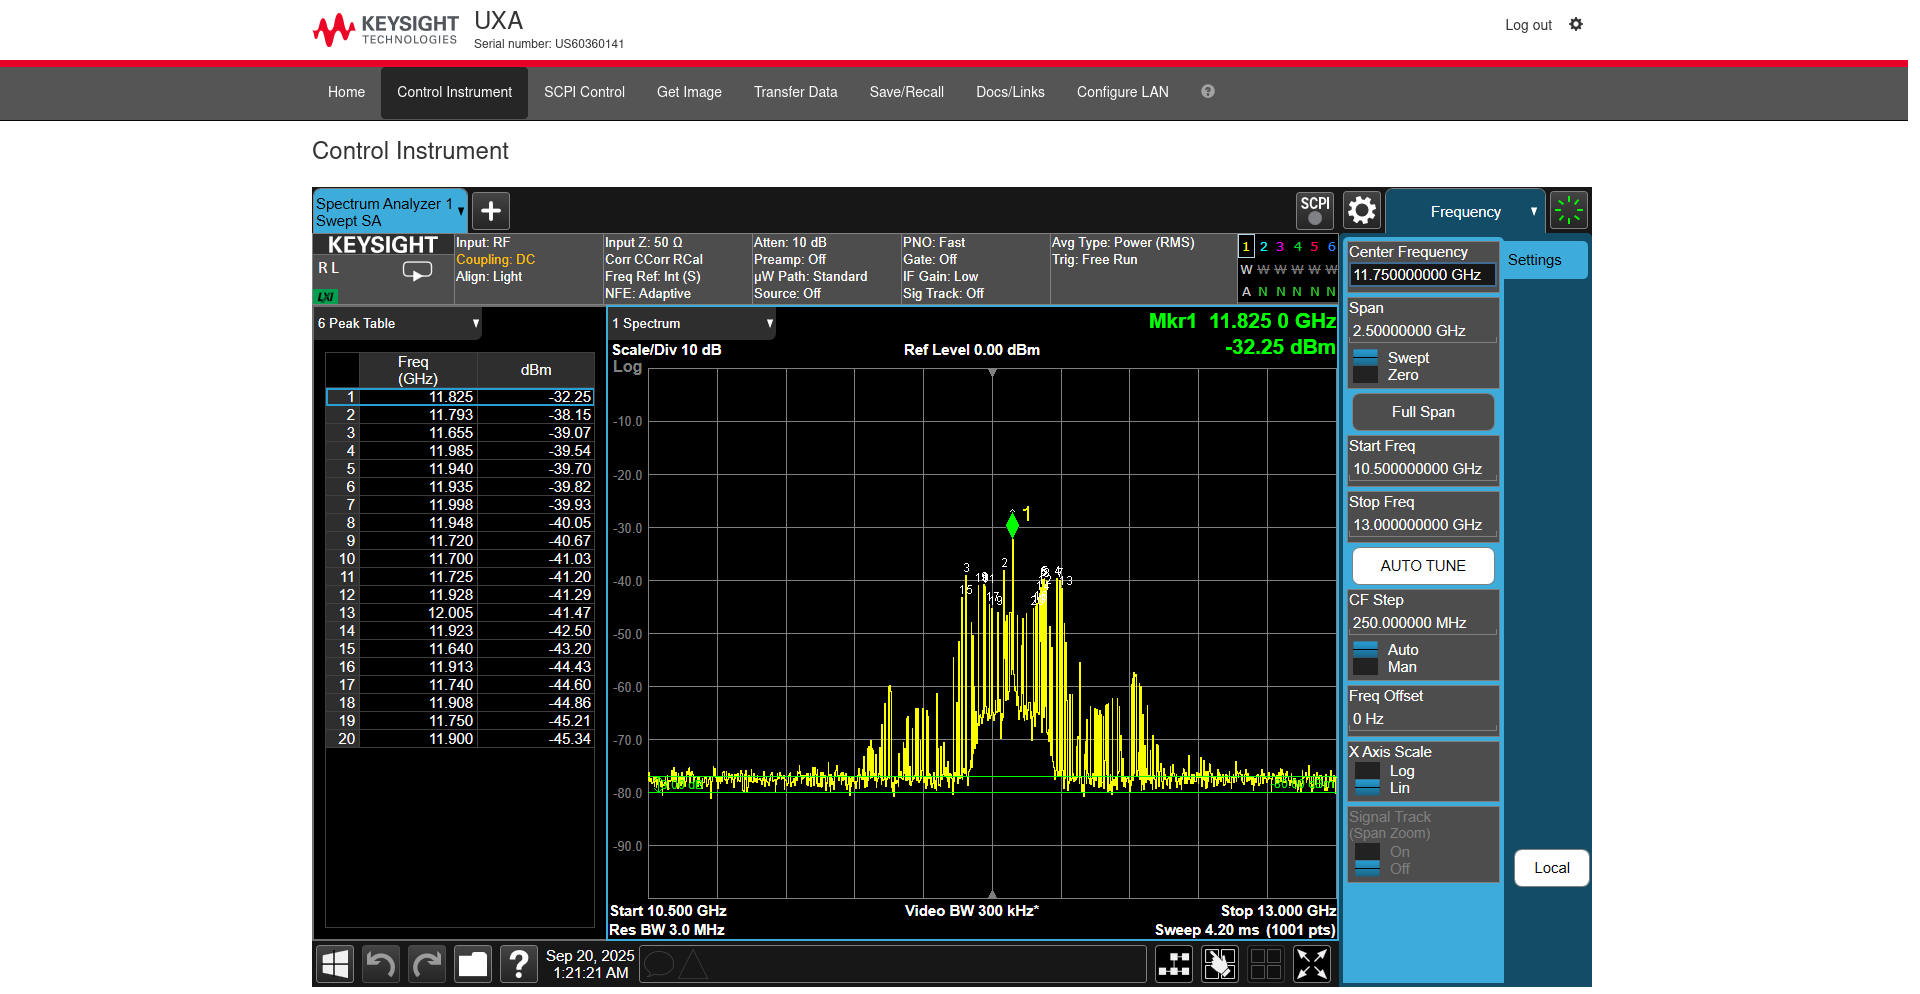 KEYSIGHT
TECHNOLOGIES
UXA
Serial number: US60360141
Log out
Home
Control Instrument
SCPI Control
Get Image
Transfer Data
Save/Recall
Docs/Links
Configure LAN
?
Control Instrument
Spectrum Analyzer 1
Swept SA
SCPI
Frequency
KEYSIGHT
R L
LXI
Input: RF
Coupling: DC
Align: Light
Input Z: 50 Ω
Corr CCorr RCal
Freq Ref: Int (S)
NFE: Adaptive
Atten: 10 dB
Preamp: Off
µW Path: Standard
Source: Off
PNO: Fast
Gate: Off
IF Gain: Low
Sig Track: Off
Avg Type: Power (RMS)
Trig: Free Run
1 2 3 4 5 6
W W W W W W
A N N N N N
6 Peak Table
Freq
(GHz)
dBm
1 11.825 -32.25
2 11.793 -38.15
3 11.655 -39.07
4 11.985 -39.54
5 11.940 -39.70
6 11.935 -39.82
7 11.998 -39.93
8 11.948 -40.05
9 11.720 -40.67
10 11.700 -41.03
11 11.725 -41.20
12 11.928 -41.29
13 12.005 -41.47
14 11.923 -42.50
15 11.640 -43.20
16 11.913 -44.43
17 11.740 -44.60
18 11.908 -44.86
19 11.750 -45.21
20 11.900 -45.34
1 Spectrum
Mkr1 11.825 0 GHz
-32.25 dBm
Scale/Div 10 dB
Ref Level 0.00 dBm
Log
-10.0
-20.0
-30.0
-40.0
-50.0
-60.0
-70.0
-80.0
-90.0
1
2
3
15
13
Start 10.500 GHz
Video BW 300 kHz*
Stop 13.000 GHz
Res BW 3.0 MHz
Sweep 4.20 ms (1001 pts)
Center Frequency
11.750000000 GHz
Settings
Span
2.50000000 GHz
Swept
Zero
Full Span
Start Freq
10.500000000 GHz
Stop Freq
13.000000000 GHz
AUTO TUNE
CF Step
250.000000 MHz
Auto
Man
Freq Offset
0 Hz
X Axis Scale
Log
Lin
Signal Track
(Span Zoom)
On
Off
Local
?
Sep 20, 2025
1:21:21 AM